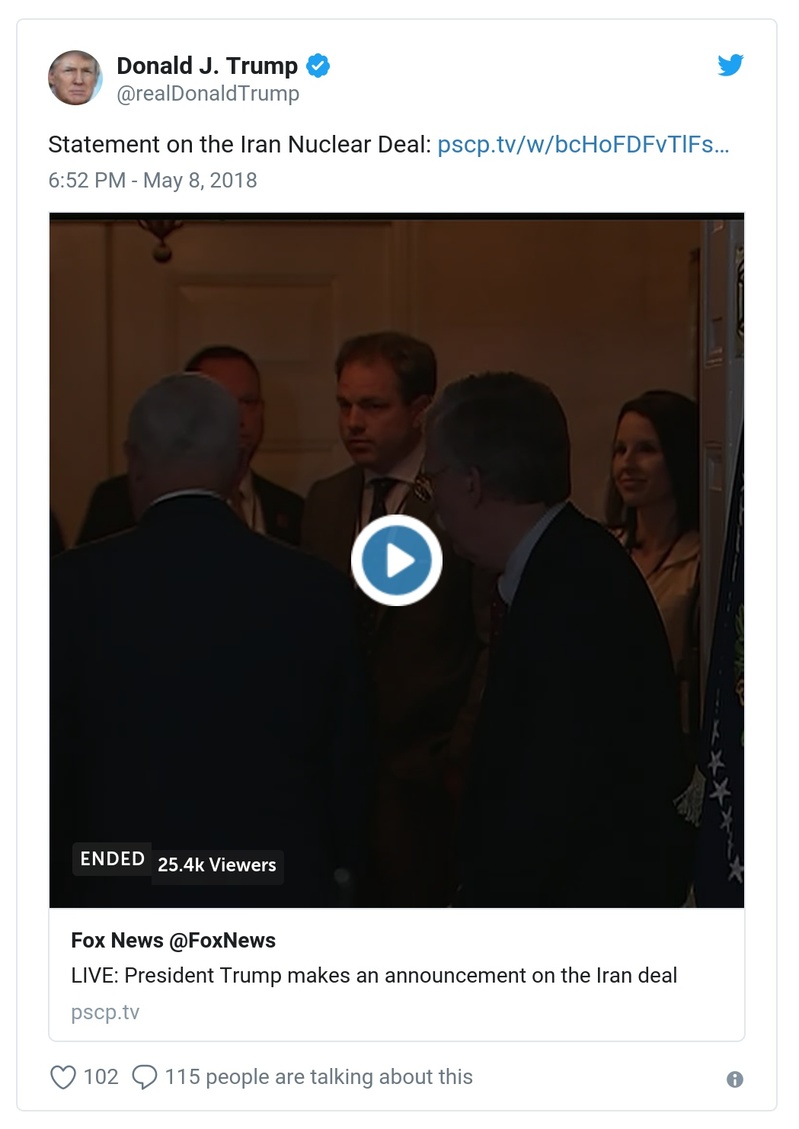 Donald J. Trump
@realDonaldTrump
Statement on the Iran Nuclear Deal: pscp.tv/w/bcHoFDFvTlFs…
6:52 PM - May 8, 2018
ENDED 25.4k Viewers
Fox News @FoxNews
LIVE: President Trump makes an announcement on the Iran deal
pscp.tv
102 115 people are talking about this